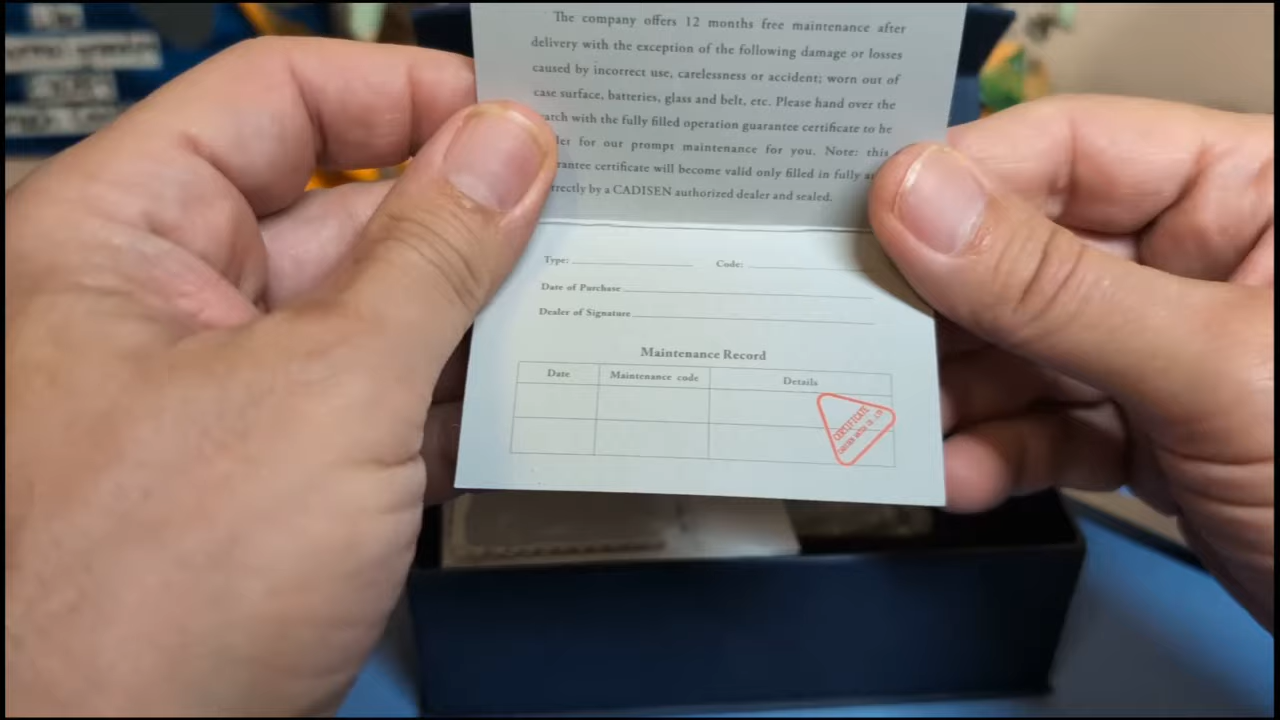 The company offers 12 months free maintenance after
delivery with the exception of the following damage or losses
caused by incorrect use, carelessness or accident; worn out of
case surface, batteries, glass and belt, etc. Please hand over the
with the fully filled operation guarantee certificate to he
for our prompt maintenance for you. Note: this
certificate will become valid only filled in fully
by a CADISEN authorized dealer and sealed.
Type: Code:
Date of Purchase
Dealer of Signature
Maintenance Record
Date Maintenance code Details
CERTIFICATE